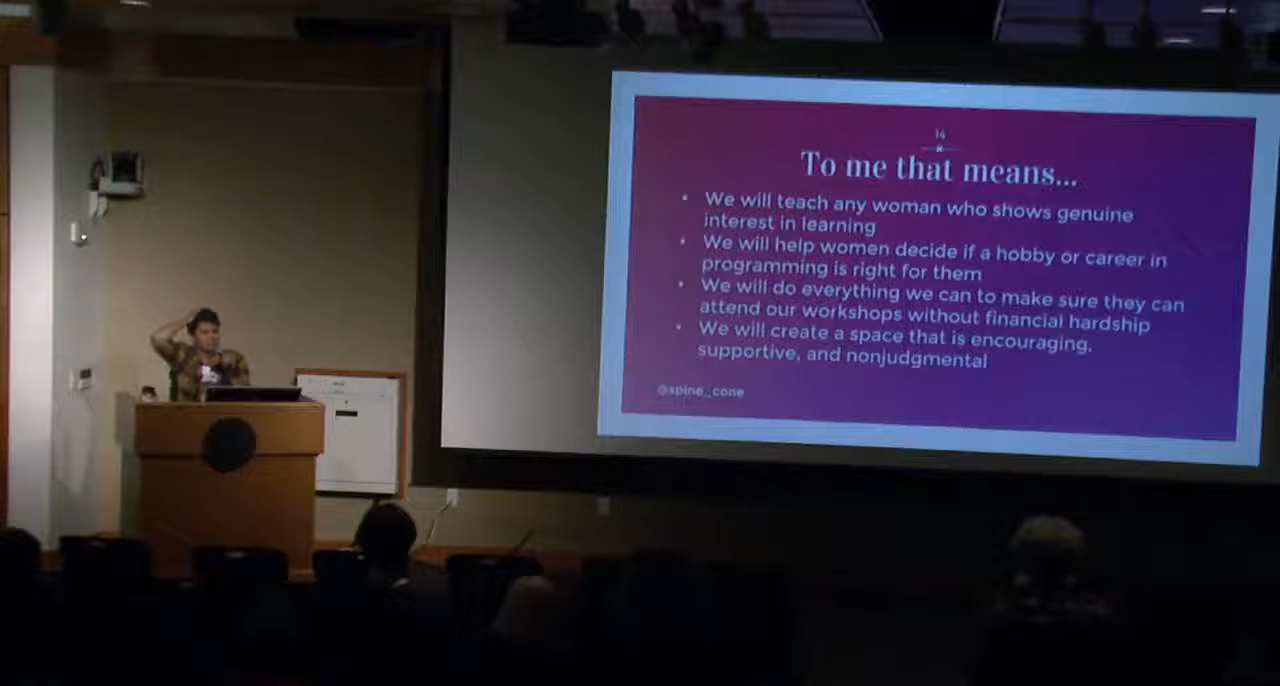 14
To me that means...
• We will teach any woman who shows genuine
interest in learning
• We will help women decide if a hobby or career in
programming is right for them
• We will do everything we can to make sure they can
attend our workshops without financial hardship
• We will create a space that is encouraging,
supportive, and nonjudgmental
@spine_cone